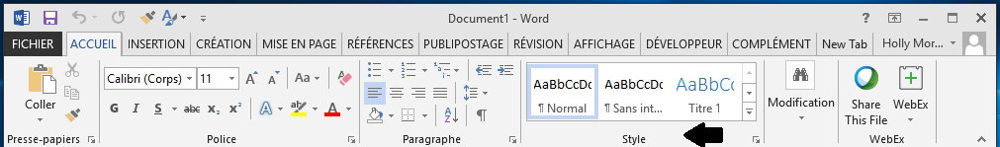 Document1 - Word
FICHIER ACCUEIL INSERTION CRÉATION MISE EN PAGE RÉFÉRENCES PUBLIPOSTAGE RÉVISION AFFICHAGE DÉVELOPPEUR COMPLÉMENT New Tab Holly Mor...
Coller
Calibri (Corps) 11 A A Aa A
G I S abc x₂ x² A ab A
AaBbCcDc AaBbCcDc AaBbCc
¶ Normal ¶ Sans int... Titre 1
Modification
Share
This File
WebEx
Presse-papiers Police Paragraphe Style WebEx